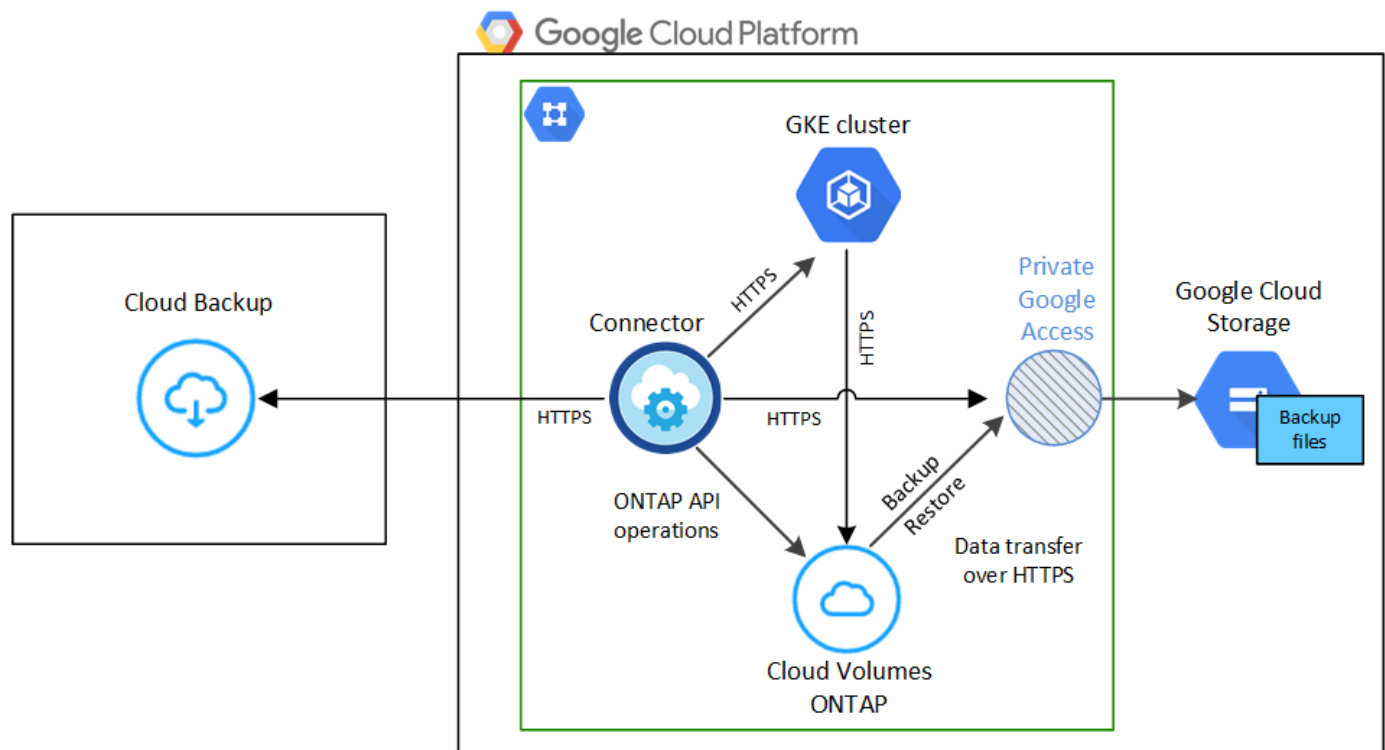 Google Cloud Platform
GKE cluster
Cloud Backup
Connector
HTTPS
HTTPS
Private
Google
Access
Google Cloud
Storage
Backup
files
HTTPS
HTTPS
ONTAP API
operations
Backup
Restore
Data transfer
over HTTPS
Cloud Volumes
ONTAP